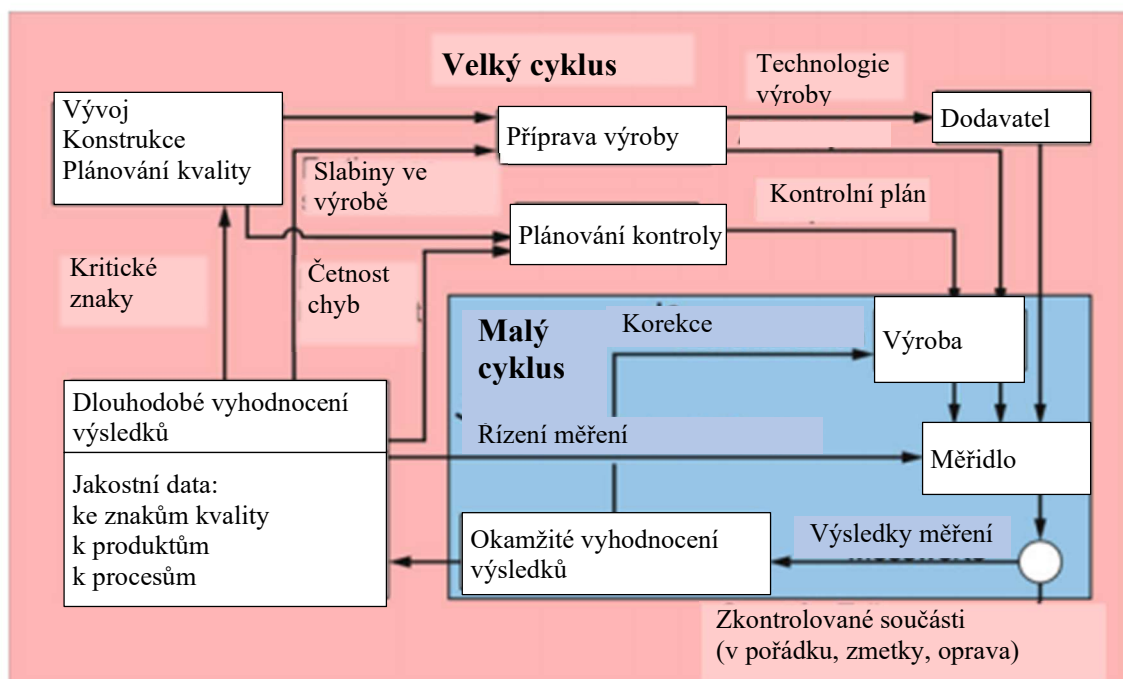 Velký cyklus
Technologie
výroby
Vývoj
Konstrukce
Plánování kvality
Příprava výroby
Dodavatel
Slabiny ve
výrobě
Kontrolní plán
Plánování kontroly
Kritické
znaky
Četnost
chyb
Malý
cyklus
Korekce
Výroba
Dlouhodobé vyhodnocení
výsledků
Řízení měření
Měřidlo
Jakostní data:
ke znakům kvality
k produktům
k procesům
Okamžité vyhodnocení
výsledků
Výsledky měření
Zkontrolované součásti
(v pořádku, zmetky, oprava)